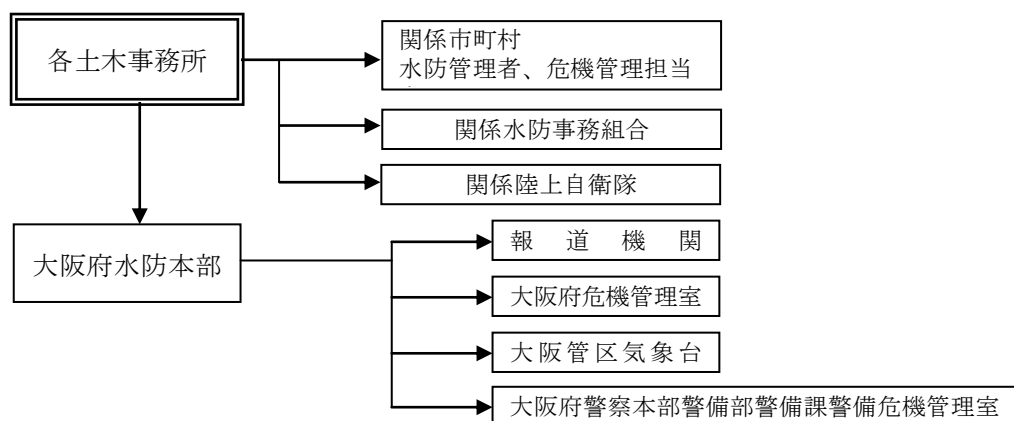 各土木事務所
関係市町村
水防管理者、危機管理担当
関係水防事務組合
関係陸上自衛隊
大阪府水防本部
報道機関
大阪府危機管理室
大阪管区気象台
大阪府警察本部警備部警備課警備危機管理室